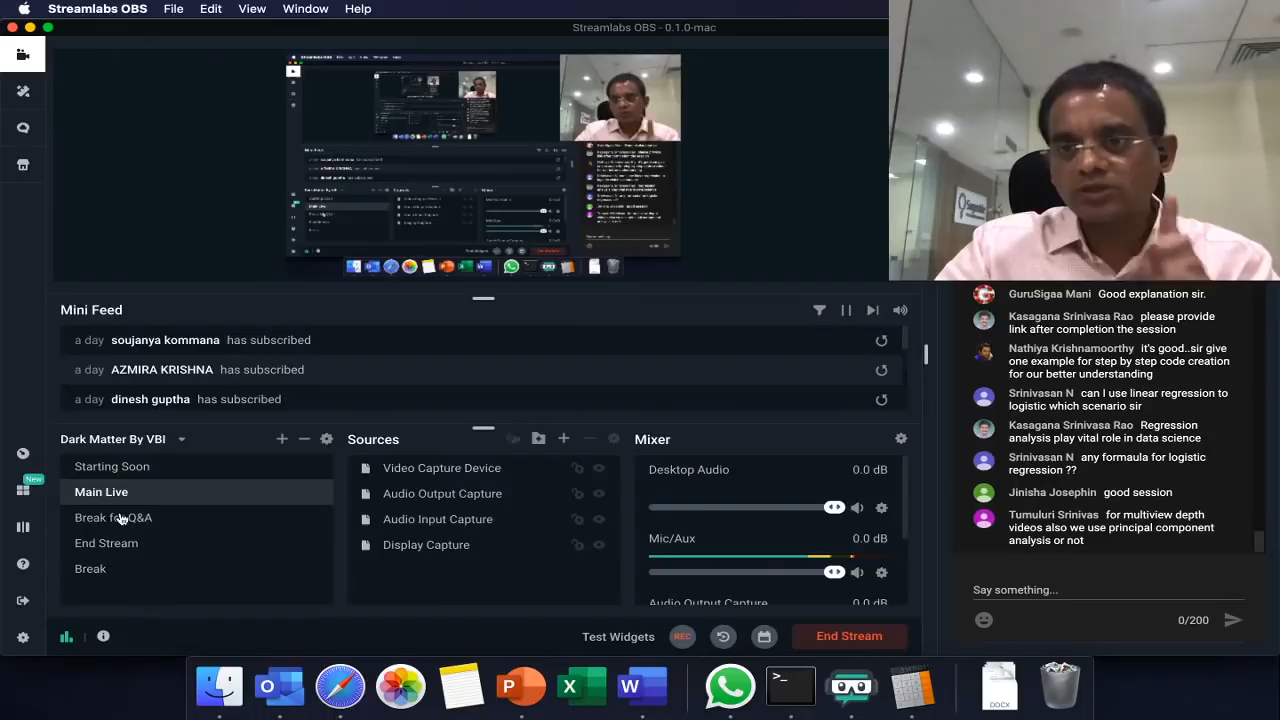 Streamlabs OBS File Edit View Window Help
Streamlabs OBS - 0.1.0-mac
Mini Feed
a day soujanya kommana has subscribed
a day AZMIRA KRISHNA has subscribed
a day dinesh guptha has subscribed
Dark Matter By VBI
Starting Soon
Main Live
Break for Q&A
End Stream
Break
Sources
Video Capture Device
Audio Output Capture
Audio Input Capture
Display Capture
Mixer
Desktop Audio 0.0 dB
Mic/Aux 0.0 dB
Audio Output Capture 0.0 dB
New
Test Widgets REC End Stream
GuruSigaa Mani Good explanation sir.
Kasagana Srinivasa Rao please provide
link after completion the session
Nathiya Krishnamoorthy it's good..sir give
one example for step by step code creation
for our better understanding
Srinivasan N can I use linear regression to
logistic which scenario sir
Kasagana Srinivasa Rao Regression
analysis play vital role in data science
Srinivasan N any formaula for logistic
regression ??
Jinisha Josephin good session
Tumuluri Srinivas for multiview depth
videos also we use principal component
analysis or not
Say something...
0/200
DOCX